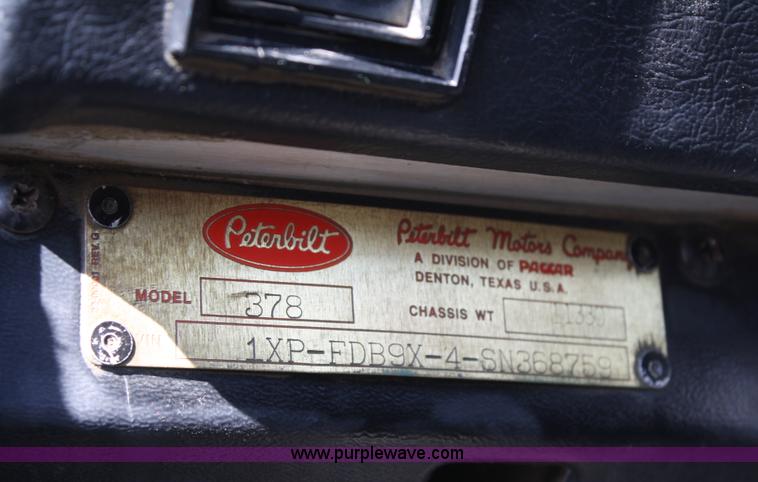 Peterbilt
Peterbilt Motors Company
A DIVISION OF PACCAR
DENTON, TEXAS U.S.A.
MODEL 378
CHASSIS WT
VIN 1XP-FDB9X-4-SN368759
www.purplewave.com